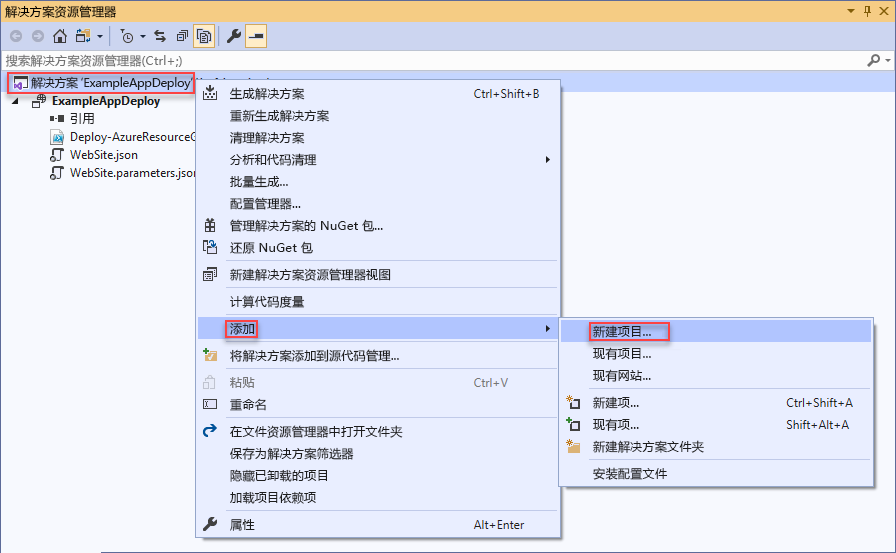 解决方案资源管理器
搜索解决方案资源管理器(Ctrl+;)
解决方案 'ExampleAppDeploy'
ExampleAppDeploy
引用
Deploy-AzureResourceG
WebSite.json
WebSite.parameters.json
生成解决方案 Ctrl+Shift+B
重新生成解决方案
清理解决方案
分析和代码清理
批量生成...
配置管理器...
管理解决方案的 NuGet 包...
还原 NuGet 包
新建解决方案资源管理器视图
计算代码度量
添加
将解决方案添加到源代码管理...
粘贴 Ctrl+V
重命名
在文件资源管理器中打开文件夹
保存为解决方案筛选器
隐藏已卸载的项目
加载项目依赖项
属性 Alt+Enter
新建项目...
现有项目...
现有网站...
新建项... Ctrl+Shift+A
现有项... Shift+Alt+A
新建解决方案文件夹
安装配置文件